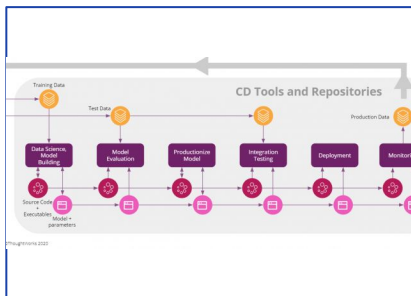 Training Data
CD Tools and Repositories
Test Data
Production Data
Data Science,
Model
Building
Model
Evaluation
Productionize
Model
Integration
Testing
Deployment
Monitori
Source Code
+
Executables
Model +
parameters
©ThoughtWorks 2020